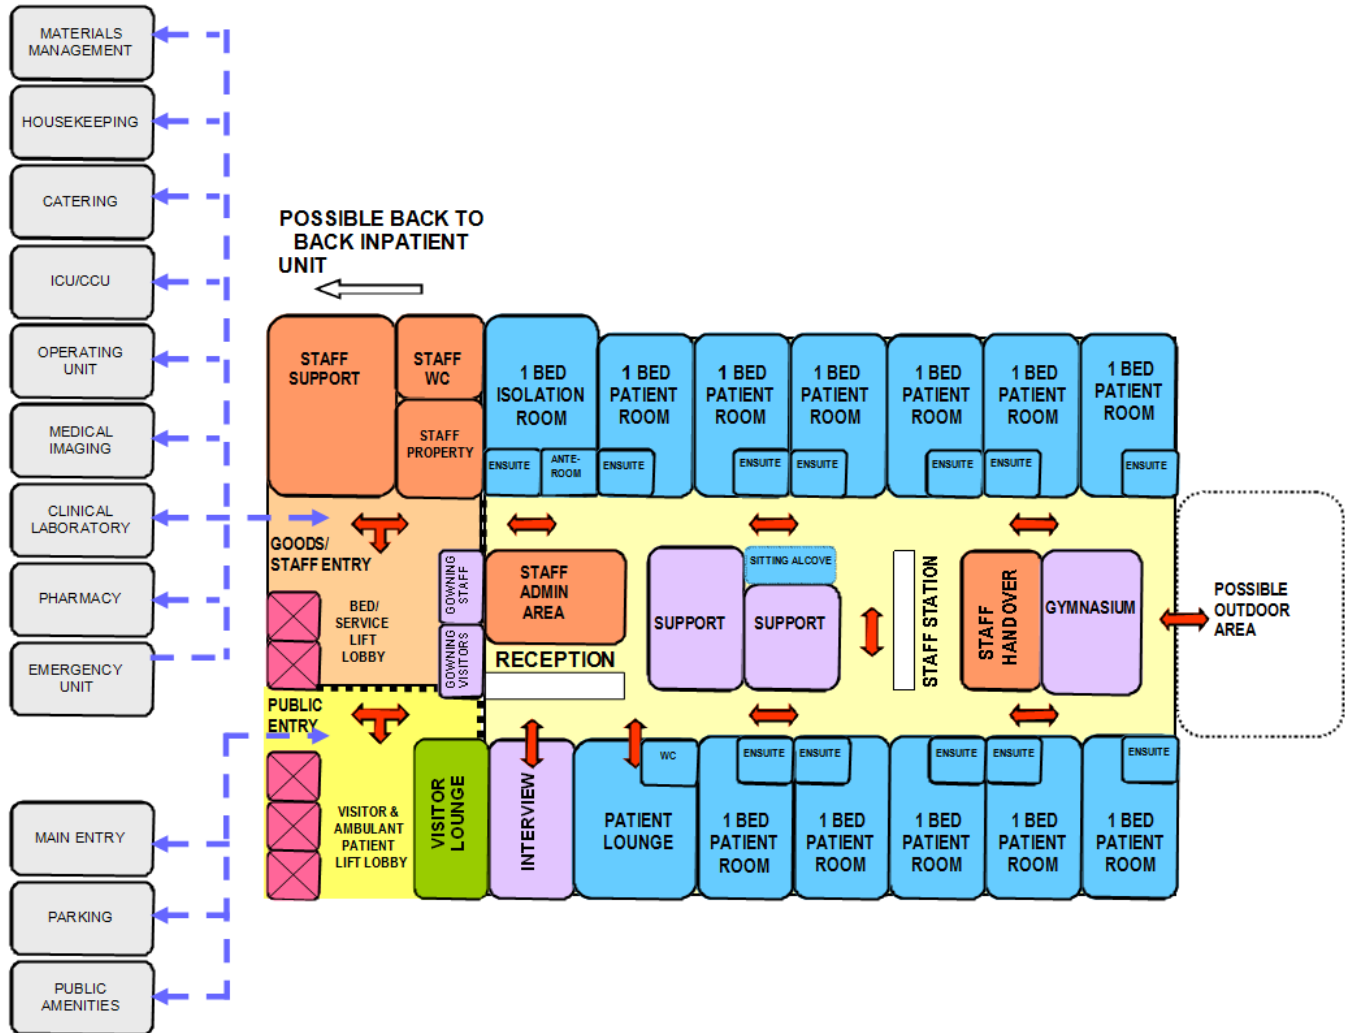 MATERIALS
MANAGEMENT
HOUSEKEEPING
CATERING
ICU/CCU
OPERATING
UNIT
MEDICAL
IMAGING
CLINICAL
LABORATORY
PHARMACY
EMERGENCY
UNIT
MAIN ENTRY
PARKING
PUBLIC
AMENITIES
POSSIBLE BACK TO
BACK INPATIENT
UNIT
STAFF
SUPPORT
STAFF
WC
STAFF
PROPERTY
1 BED
ISOLATION
ROOM
ENSUITE
ANTE-
ROOM
1 BED
PATIENT
ROOM
ENSUITE
1 BED
PATIENT
ROOM
ENSUITE
1 BED
PATIENT
ROOM
ENSUITE
1 BED
PATIENT
ROOM
ENSUITE
1 BED
PATIENT
ROOM
ENSUITE
1 BED
PATIENT
ROOM
ENSUITE
GOODS/
STAFF ENTRY
BED/
SERVICE
LIFT
LOBBY
GOWNING
STAFF
GOWNING
VISITORS
STAFF
ADMIN
AREA
RECEPTION
SUPPORT
SITTING ALCOVE
SUPPORT
STAFF STATION
STAFF
HANDOVER
GYMNASIUM
POSSIBLE
OUTDOOR
AREA
PUBLIC
ENTRY
VISITOR &
AMBULANT
PATIENT
LIFT LOBBY
VISITOR
LOUNGE
INTERVIEW
WC
PATIENT
LOUNGE
ENSUITE
1 BED
PATIENT
ROOM
ENSUITE
1 BED
PATIENT
ROOM
ENSUITE
1 BED
PATIENT
ROOM
ENSUITE
1 BED
PATIENT
ROOM
ENSUITE
1 BED
PATIENT
ROOM